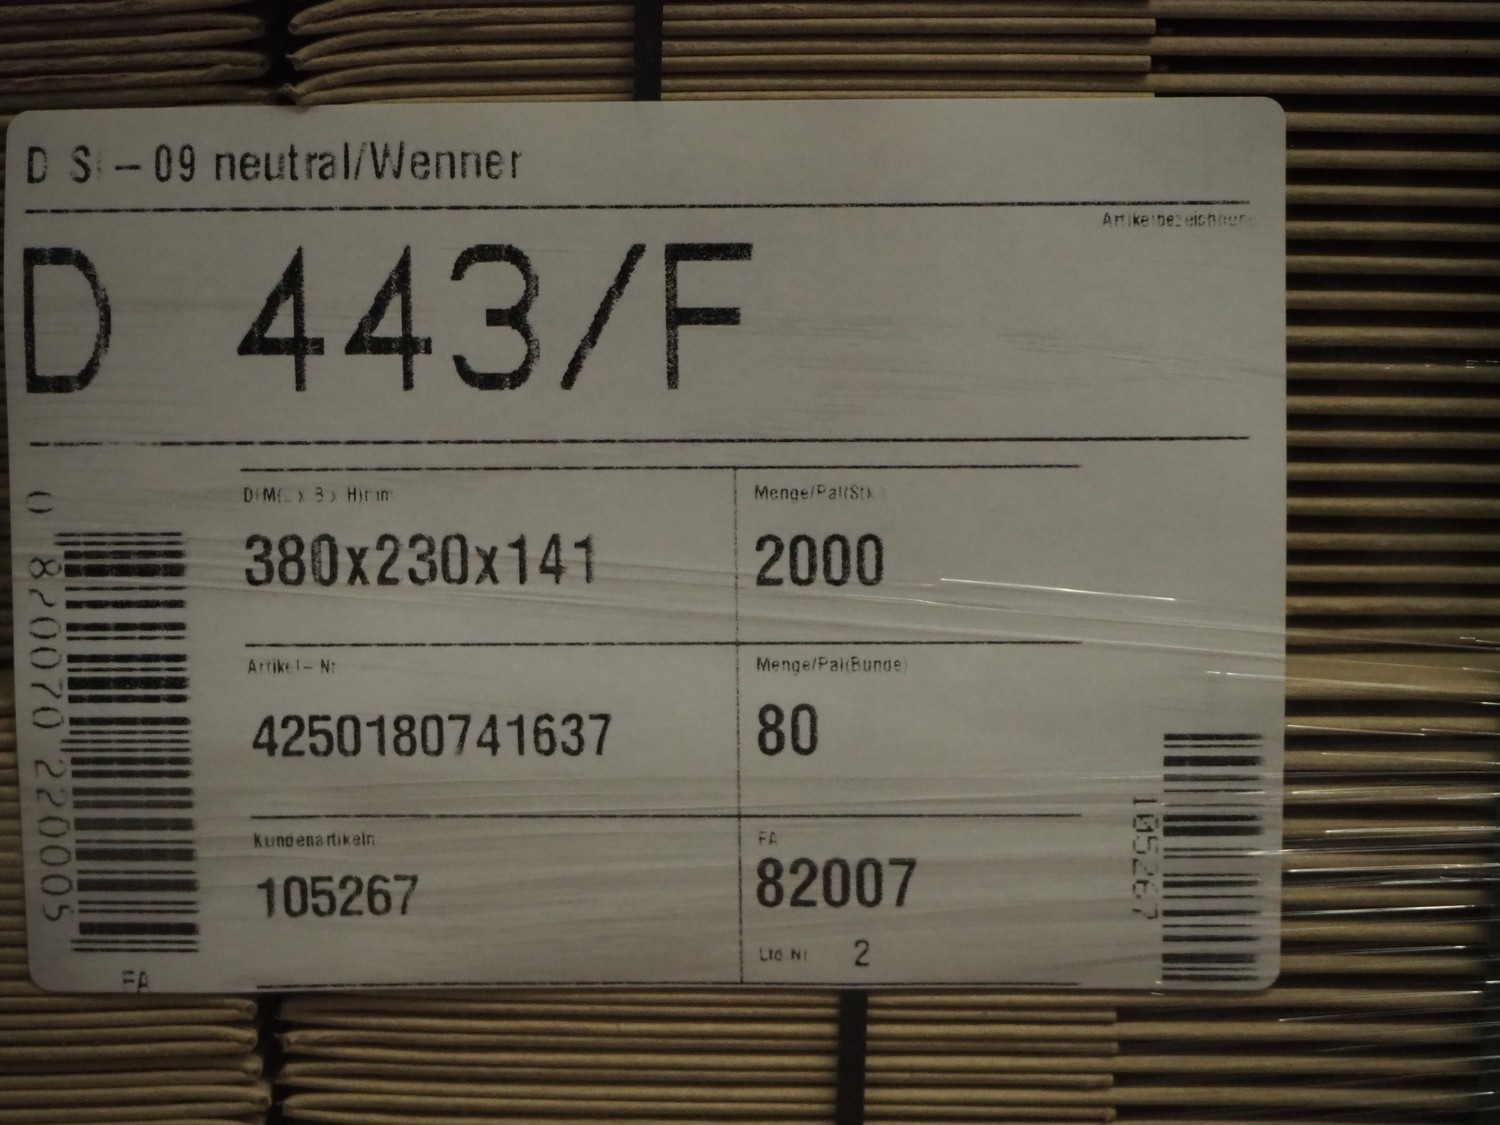 D S – 09 neutral/Wenner
Artikelbezeichnung
D 443/F
Menge/Pal(St)
380x230x141
2000
Artikel– Nr
Menge/Pal(Bunde)
4250180741637
80
Kundenartikeln
FA
105267
82007
Lfd Nr 2
0 820070 220005
FA
105267